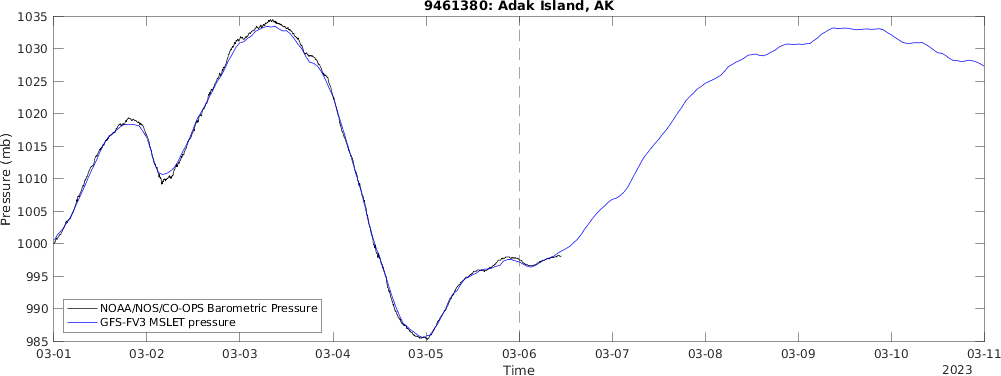 9461380: Adak Island, AK
Pressure (mb)
1035
1030
1025
1020
1015
1010
1005
1000
995
990
985
NOAA/NOS/CO-OPS Barometric Pressure
GFS-FV3 MSLET pressure
03-01 03-02 03-03 03-04 03-05 03-06 03-07 03-08 03-09 03-10 03-11
Time
2023